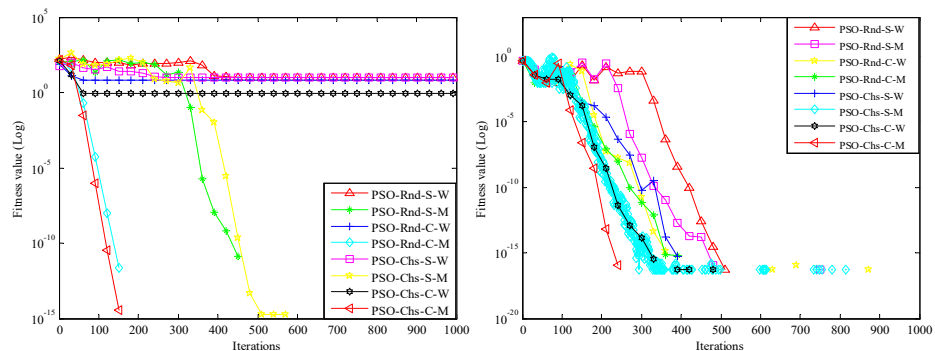 Fitness value (Log)
10^5
10^0
10^-5
10^-10
10^-15
0 100 200 300 400 500 600 700 800 900 1000
Iterations
PSO-Rnd-S-W
PSO-Rnd-S-M
PSO-Rnd-C-W
PSO-Rnd-C-M
PSO-Chs-S-W
PSO-Chs-S-M
PSO-Chs-C-W
PSO-Chs-C-M
Fitness value (Log)
10^0
10^-5
10^-10
10^-15
10^-20
0 100 200 300 400 500 600 700 800 900 1000
Iterations
PSO-Rnd-S-W
PSO-Rnd-S-M
PSO-Rnd-C-W
PSO-Rnd-C-M
PSO-Chs-S-W
PSO-Chs-S-M
PSO-Chs-C-W
PSO-Chs-C-M